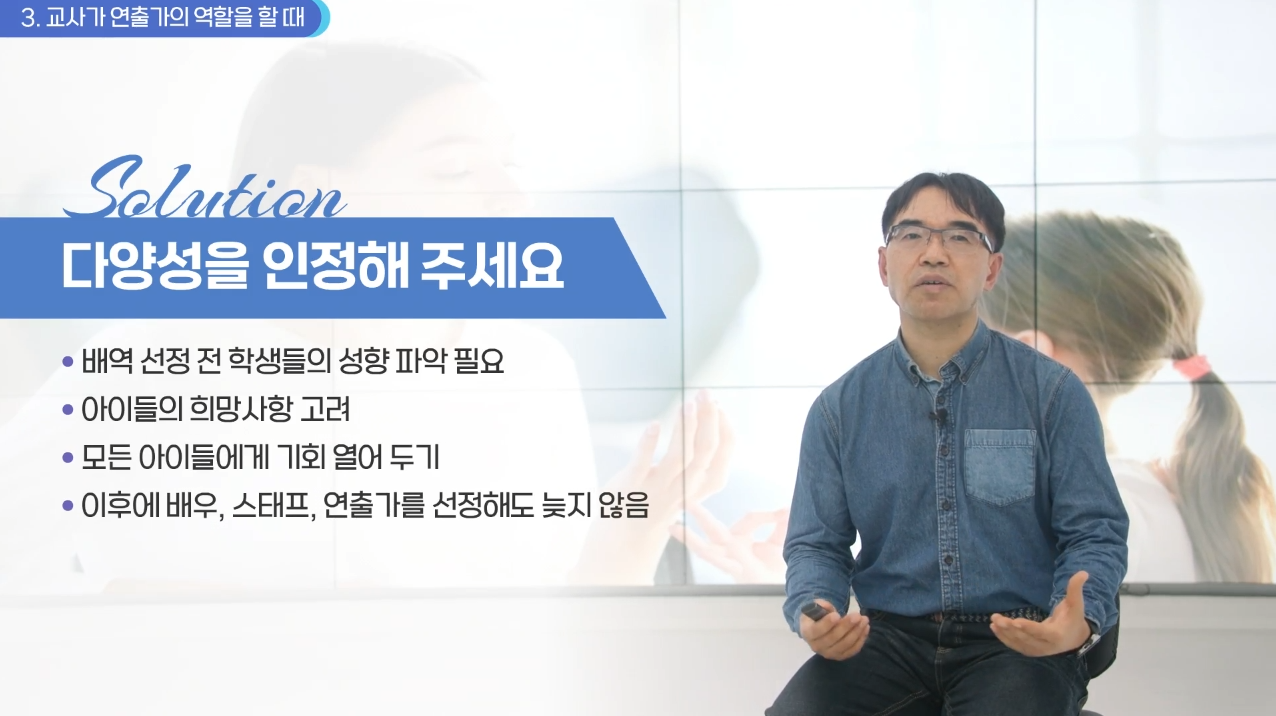 3. 교사가 연출가의 역할을 할 때
Solution
다양성을 인정해 주세요
• 배역 선정 전 학생들의 성향 파악 필요
• 아이들의 희망사항 고려
• 모든 아이들에게 기회 열어 두기
• 이후에 배우, 스태프, 연출가를 선정해도 늦지 않음